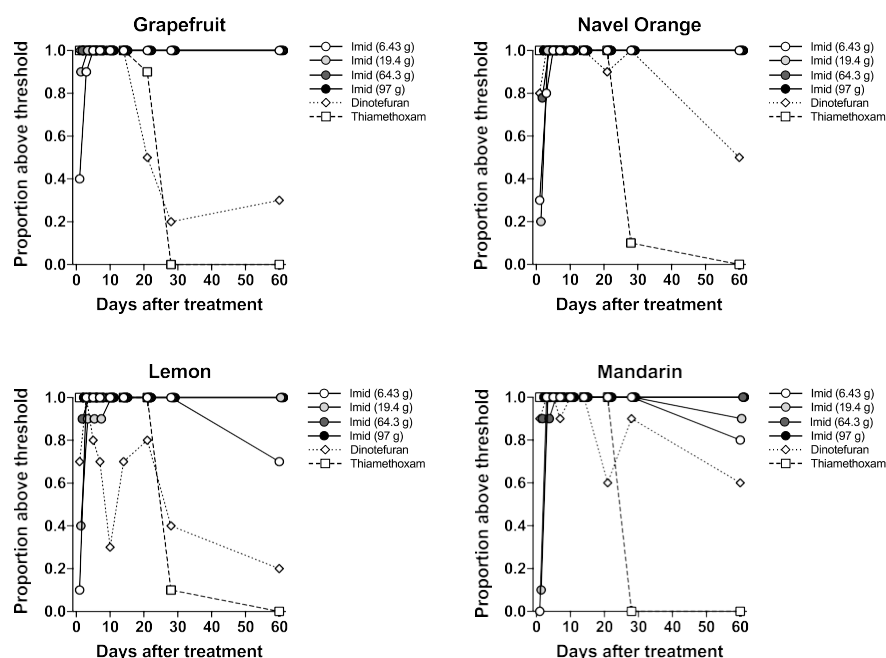 Grapefruit
Proportion above threshold
1.0
0.8
0.6
0.4
0.2
0.0
0 10 20 30 40 50 60
Days after treatment
Imid (6.43 g)
Imid (19.4 g)
Imid (64.3 g)
Imid (97 g)
Dinotefuran
Thiamethoxam
Navel Orange
Proportion above threshold
1.0
0.8
0.6
0.4
0.2
0.0
0 10 20 30 40 50 60
Days after treatment
Imid (6.43 g)
Imid (19.4 g)
Imid (64.3 g)
Imid (97 g)
Dinotefuran
Thiamethoxam
Lemon
Proportion above threshold
1.0
0.8
0.6
0.4
0.2
0.0
0 10 20 30 40 50 60
Days after treatment
Imid (6.43 g)
Imid (19.4 g)
Imid (64.3 g)
Imid (97 g)
Dinotefuran
Thiamethoxam
Mandarin
Proportion above threshold
1.0
0.8
0.6
0.4
0.2
0.0
0 10 20 30 40 50 60
Days after treatment
Imid (6.43 g)
Imid (19.4 g)
Imid (64.3 g)
Imid (97 g)
Dinotefuran
Thiamethoxam